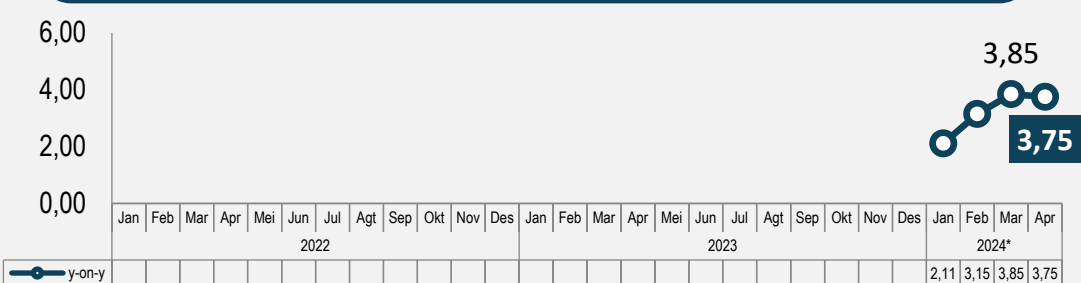 6,00
4,00
2,00
0,00
3,85
3,75
Jan Feb Mar Apr Mei Jun Jul Agt Sep Okt Nov Des Jan Feb Mar Apr Mei Jun Jul Agt Sep Okt Nov Des Jan Feb Mar Apr
2022 2023 2024*
y-on-y 2,11 3,15 3,85 3,75